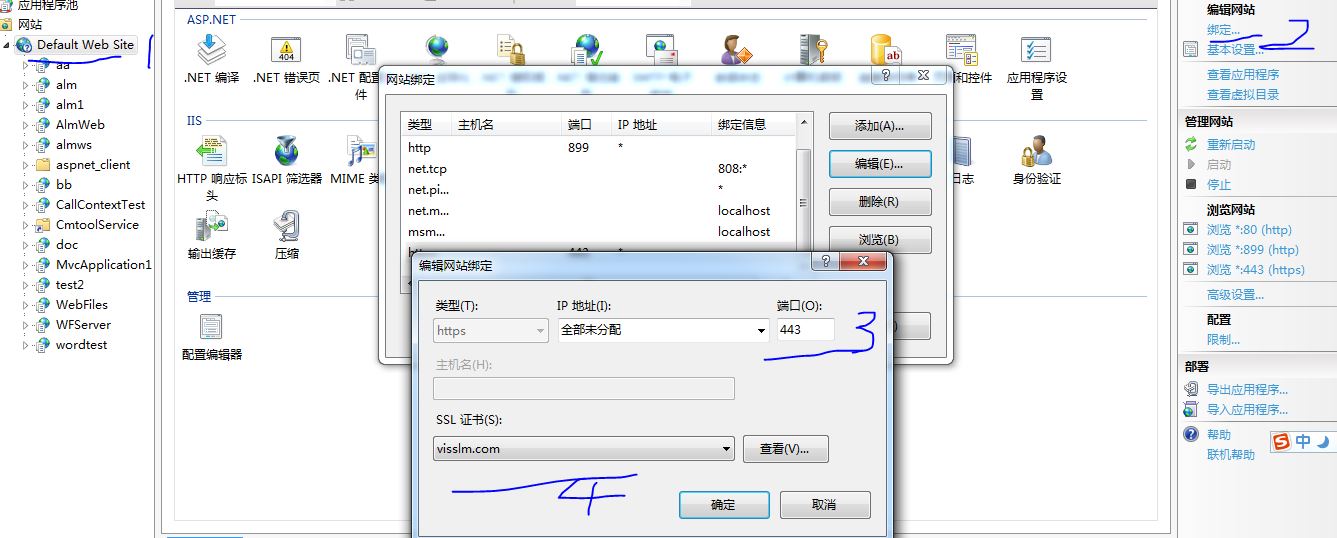 应用程序池
网站
Default Web Site
1
aa
alm
alm1
AlmWeb
almws
aspnet_client
bb
CallContextTest
CmtoolService
doc
MvcApplication1
test2
WebFiles
WFServer
wordtest
ASP.NET
.NET 编译
404
.NET 错误页
.NET 配置
件
ab
和控件
应用程序设
置
IIS
HTTP 响应标
头
ISAPI 筛选器
MIME 类
日志
身份验证
输出缓存
压缩
管理
配置编辑器
网站绑定
类型 主机名 端口 IP 地址 绑定信息
http 899 *
net.tcp 808:*
net.pi... *
net.m... localhost
msm... localhost
添加(A)...
编辑(E)...
删除(R)
浏览(B)
编辑网站绑定
类型(T): IP 地址(I): 端口(O):
https 全部未分配 443
3
主机名(H):
SSL 证书(S):
visslm.com 查看(V)...
4
确定 取消
编辑网站
绑定...
2
基本设置...
查看应用程序
查看虚拟目录
管理网站
重新启动
启动
停止
浏览网站
浏览 *:80 (http)
浏览 *:899 (http)
浏览 *:443 (https)
高级设置...
配置
限制...
部署
导出应用程序...
导入应用程序...
帮助
联机帮助
S 中